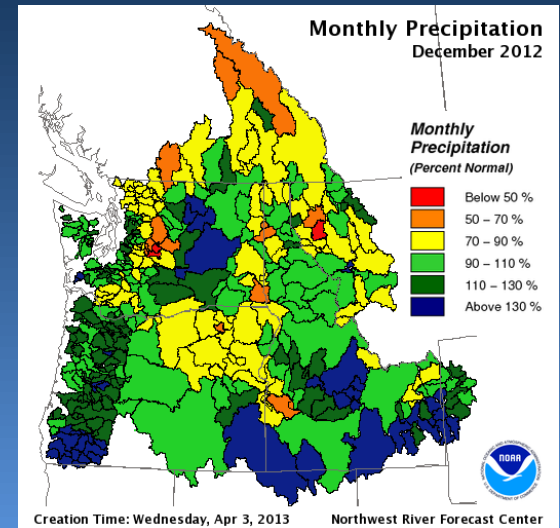 Monthly Precipitation
December 2012
Monthly
Precipitation
(Percent Normal)
Below 50 %
50 – 70 %
70 – 90 %
90 – 110 %
110 – 130 %
Above 130 %
NOAA
Creation Time: Wednesday, Apr 3, 2013
Northwest River Forecast Center